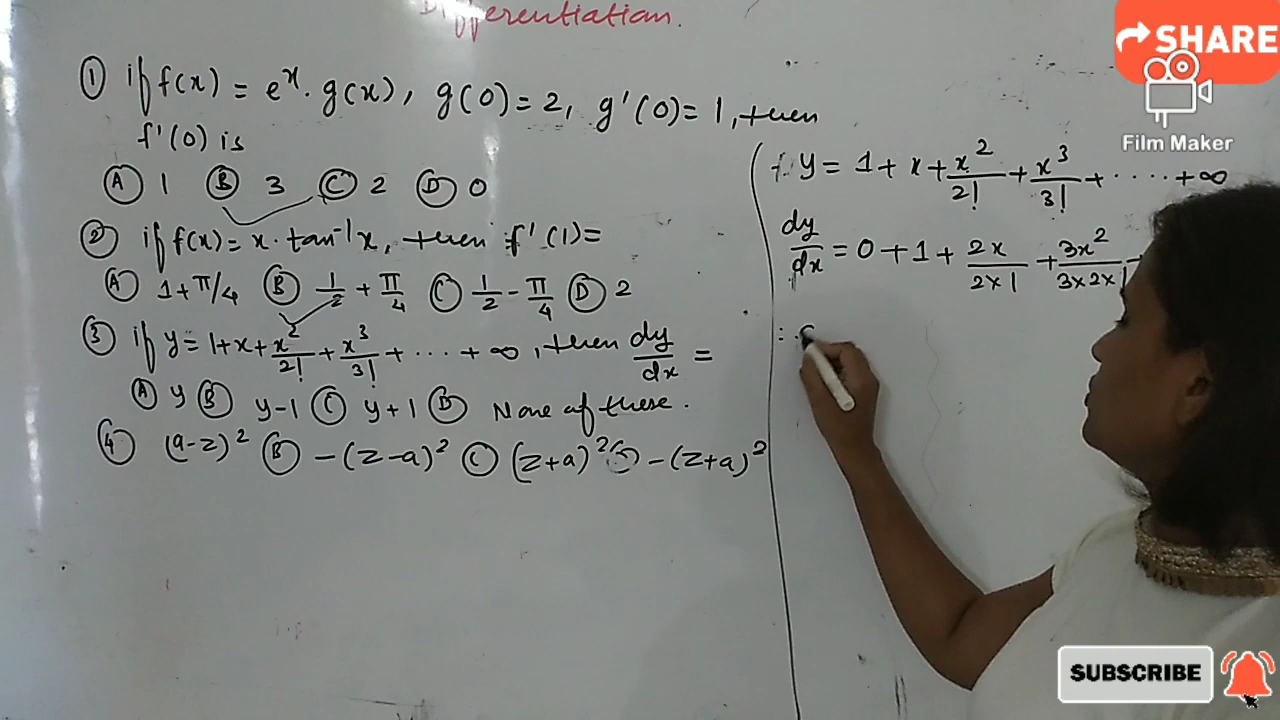 Differentiation.
① if f(x) = eˣ. g(x), g(0)= 2, g'(0)= 1, then
f'(0) is
Ⓐ 1 Ⓑ 3 Ⓒ 2 Ⓓ 0
② if f(x)= x. tan⁻¹x, then f'(1)=
Ⓐ 1+π/4 Ⓑ 1/2 + π/4 Ⓒ 1/2 - π/4 Ⓓ 2
③ if y= 1+x+x²/2! + x³/3! + ... + ∞, then dy/dx =
Ⓐ y Ⓑ y-1 Ⓒ y+1 Ⓓ None of these.
④ (a-z)² Ⓑ -(z-a)² Ⓒ (z+a)² -(z+a)²
y = 1+ x + x²/2! + x³/3! + ..... + ∞
dy/dx = 0+1+ 2x/2×1 + 3x²/3×2×1
SHARE
Film Maker
SUBSCRIBE